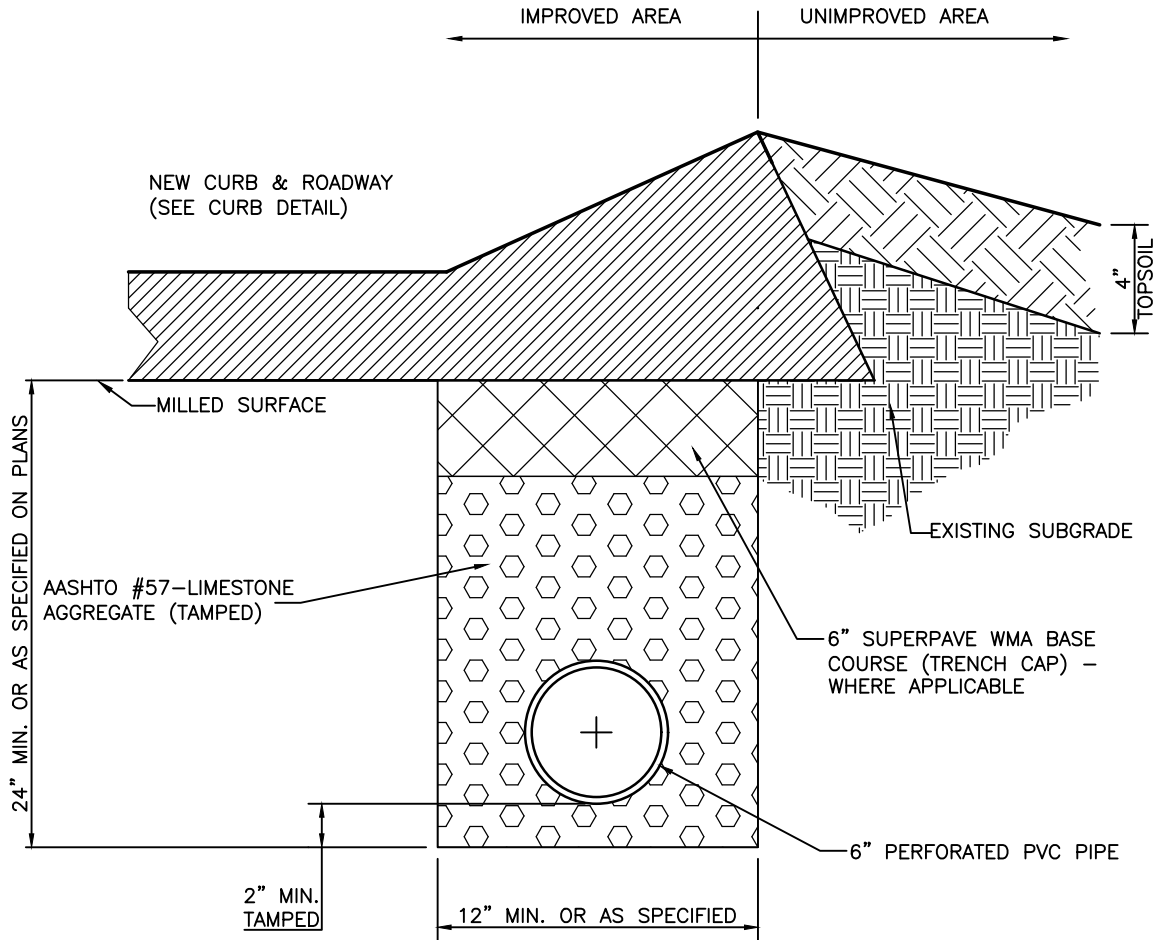 IMPROVED AREA
UNIMPROVED AREA
NEW CURB & ROADWAY
(SEE CURB DETAIL)
4”
TOPSOIL
MILLED SURFACE
24” MIN. OR AS SPECIFIED ON PLANS
EXISTING SUBGRADE
AASHTO #57–LIMESTONE
AGGREGATE (TAMPED)
6” SUPERPAVE WMA BASE
COURSE (TRENCH CAP) –
WHERE APPLICABLE
6” PERFORATED PVC PIPE
2” MIN.
TAMPED
12” MIN. OR AS SPECIFIED